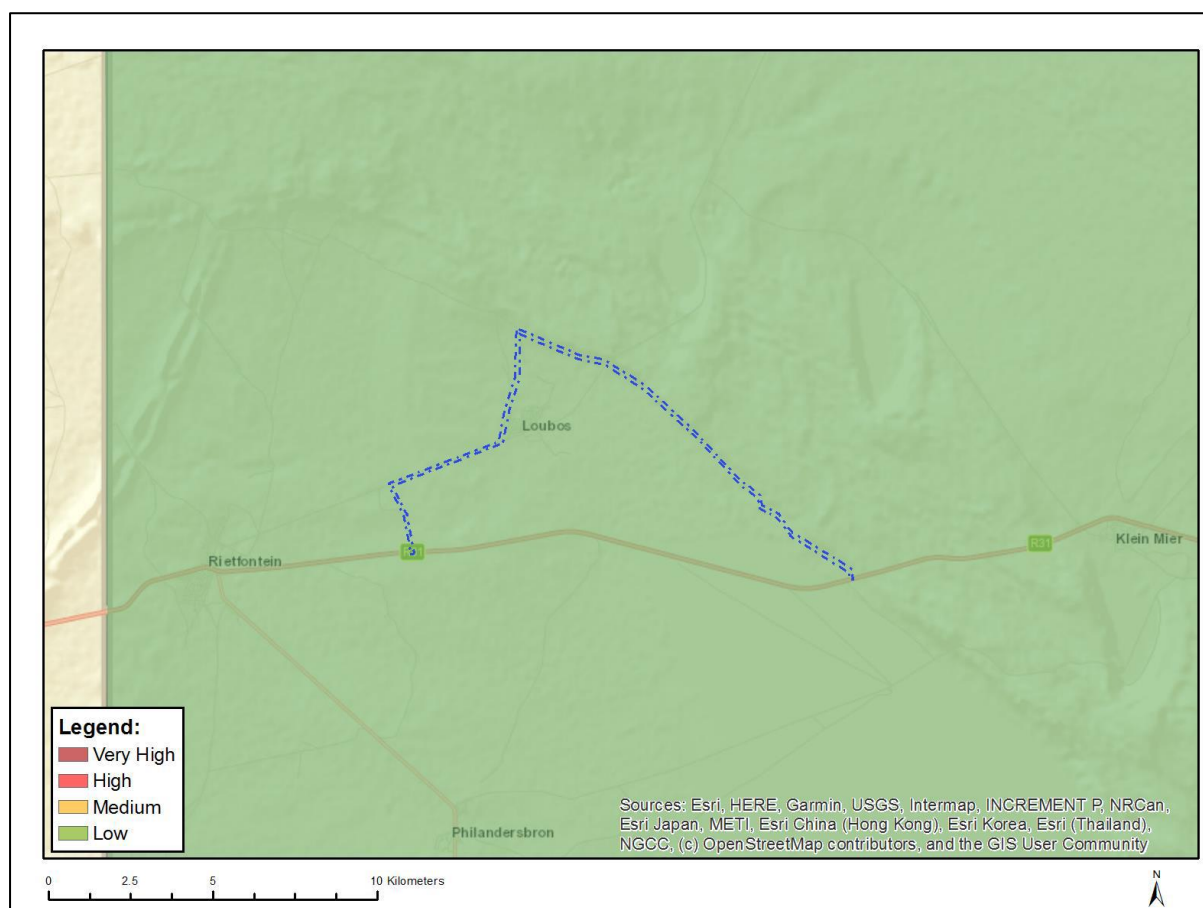 Loubos
Rietfontein
R31
Klein Mier
Philandersbron
Legend:
Very High
High
Medium
Low
Sources: Esri, HERE, Garmin, USGS, Intermap, INCREMENT P, NRCan,
Esri Japan, METI, Esri China (Hong Kong), Esri Korea, Esri (Thailand),
NGCC, (c) OpenStreetMap contributors, and the GIS User Community
0 2.5 5 10 Kilometers
N